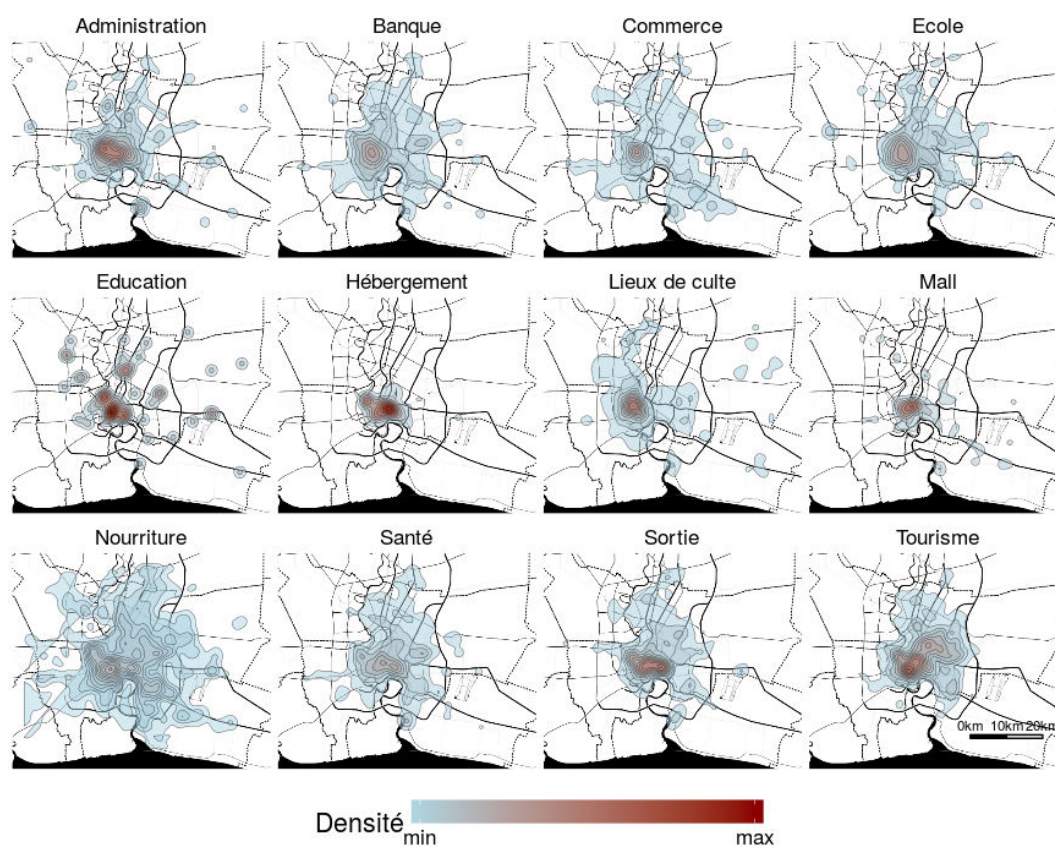 Administration
Banque
Commerce
Ecole
Education
Hébergement
Lieux de culte
Mall
Nourriture
Santé
Sortie
Tourisme
0km 10km 20km
Densité
min
max